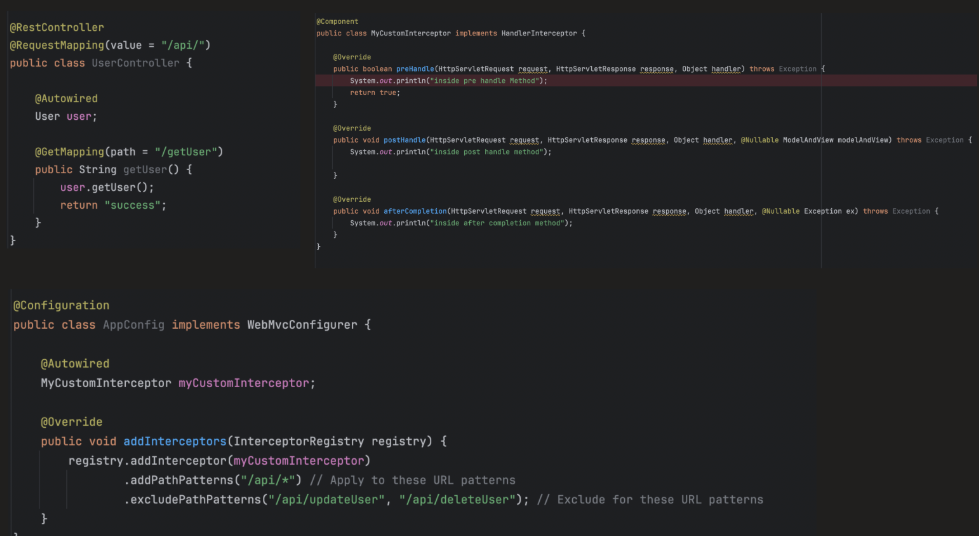 @RestController
@RequestMapping(value = "/api/")
public class UserController {
@Autowired
User user;
@GetMapping(path = "/getUser")
public String getUser() {
user.getUser();
return "success";
}
}
@Component
public class MyCustomInterceptor implements HandlerInterceptor {
@Override
public boolean preHandle(HttpServletRequest request, HttpServletResponse response, Object handler) throws Exception {
System.out.println("inside pre handle Method");
return true;
}
@Override
public void postHandle(HttpServletRequest request, HttpServletResponse response, Object handler, @Nullable ModelAndView modelAndView) throws Exception {
System.out.println("inside post handle method");
}
@Override
public void afterCompletion(HttpServletRequest request, HttpServletResponse response, Object handler, @Nullable Exception ex) throws Exception {
System.out.println("inside after completion method");
}
}
@Configuration
public class AppConfig implements WebMvcConfigurer {
@Autowired
MyCustomInterceptor myCustomInterceptor;
@Override
public void addInterceptors(InterceptorRegistry registry) {
registry.addInterceptor(myCustomInterceptor)
.addPathPatterns("/api/*") // Apply to these URL patterns
.excludePathPatterns("/api/updateUser", "/api/deleteUser"); // Exclude for these URL patterns
}
}